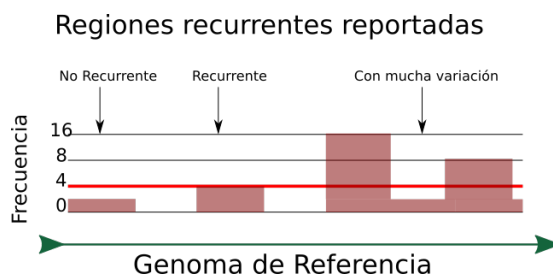 Regiones recurrentes reportadas
No Recurrente
Recurrente
Con mucha variación
Frecuencia
16
8
4
0
Genoma de Referencia